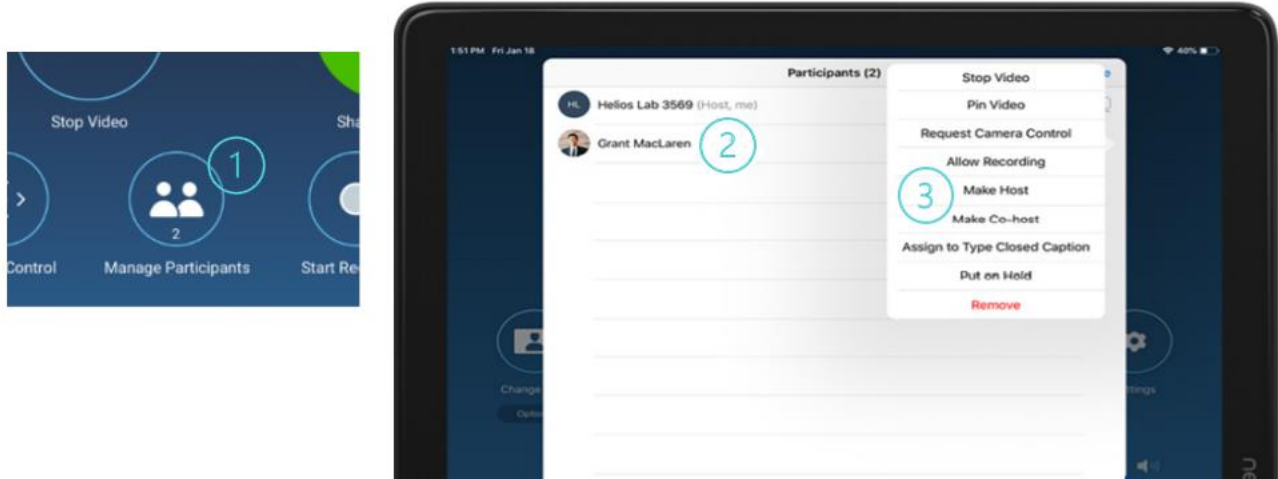 Stop Video
1
2
Control
Manage Participants
Start Re
1:51 PM Fri Jan 18
40%
Participants (2)
HL
Helios Lab 3569 (Host, me)
Grant MacLaren
2
Stop Video
Pin Video
Request Camera Control
Allow Recording
3
Make Host
Make Co-host
Assign to Type Closed Caption
Put on Hold
Remove
Change